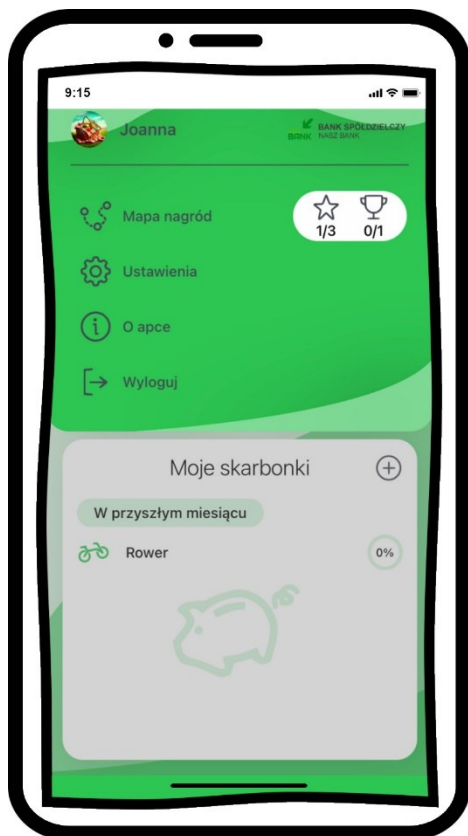 9:15
Joanna
BANK
BANK SPÓŁDZIELCZY
NASZ BANK
Mapa nagród
1/3
0/1
Ustawienia
O apce
Wyloguj
Moje skarbonki
W przyszłym miesiącu
Rower
0%